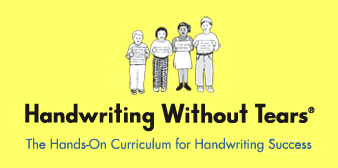 Handwriting Without Tears®
The Hands-On Curriculum for Handwriting Success